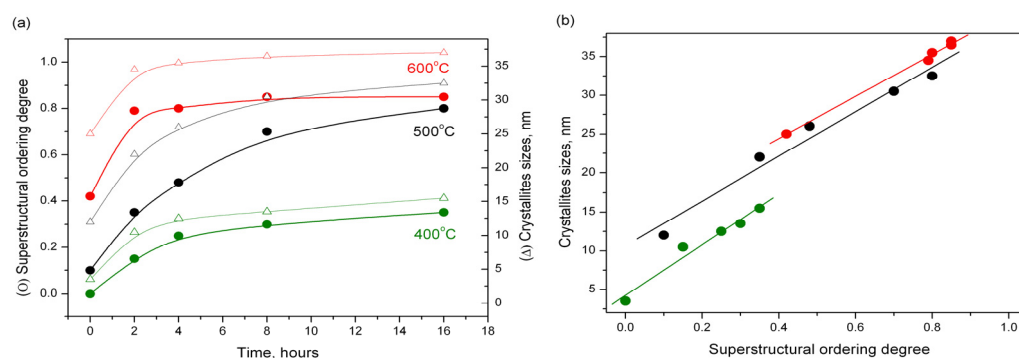 (a)
(O) Superstructural ordering degree
1.0
0.8
0.6
0.4
0.2
0.0
600°C
500°C
400°C
35
30
25
20
15
10
5
0
(Δ) Crystallites sizes, nm
0 2 4 6 8 10 12 14 16 18
Time, hours
(b)
Crystallites sizes, nm
35
30
25
20
15
10
5
0.0 0.2 0.4 0.6 0.8 1.0
Superstructural ordering degree